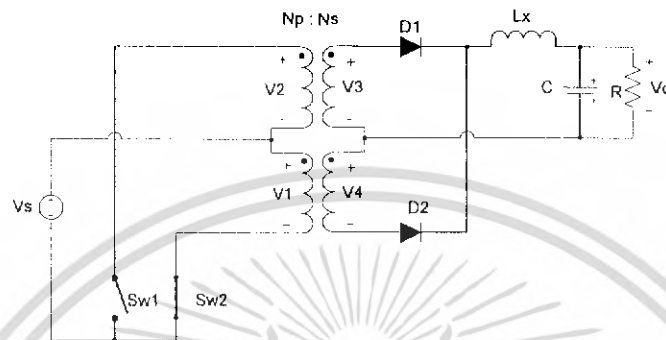 Np : Ns
D1
Lx
+ + +
V2 V3 C R Vo
- - -
+ +
V1 V4
- -
Vs
D2
Sw1 Sw2